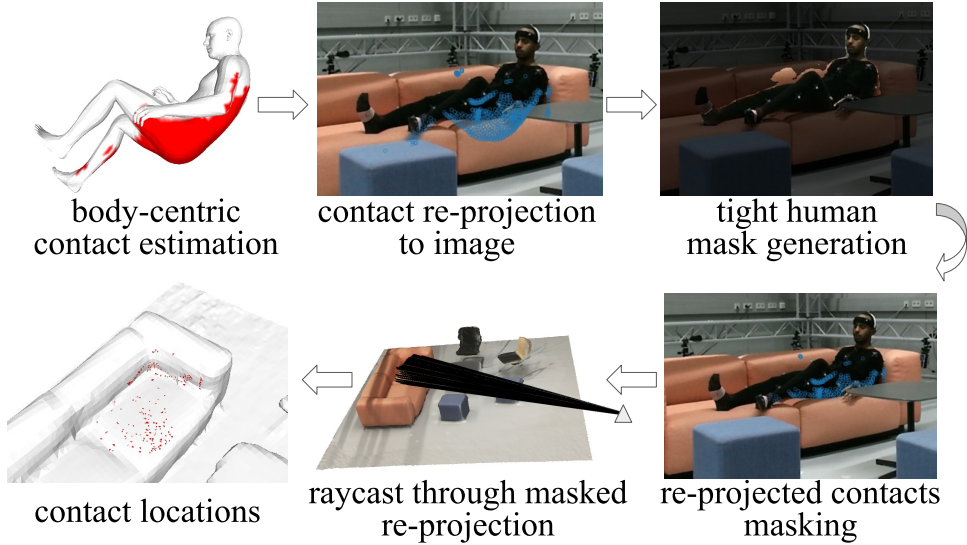 body-centric
contact estimation
contact re-projection
to image
tight human
mask generation
re-projected contacts
masking
raycast through masked
re-projection
contact locations